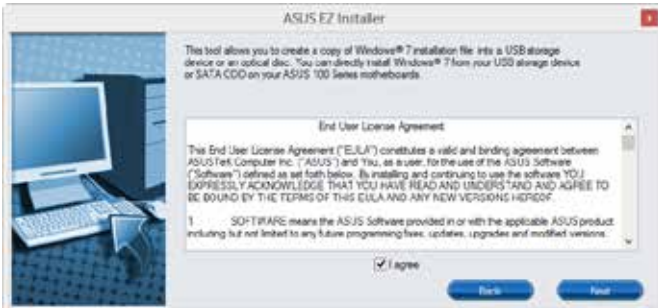 ASUS EZ Installer
This tool allows you to create a copy of Windows® 7 installation file into a USB storage
device or an optical disc. You can directly install Windows® 7 from your USB storage device
or SATA ODD on your ASUS 100 Series motherboards.
End User License Agreement
This End User License Agreement ("EULA") constitutes a valid and binding agreement between
ASUSTeK Computer Inc. ("ASUS") and You, as a user, for the use of the ASUS Software
("Software") defined as set forth below. By installing and continuing to use the software YOU
EXPRESSLY ACKNOWLEDGE THAT YOU HAVE READ AND UNDERSTAND AND AGREE TO
BE BOUND BY THE TERMS OF THIS EULA AND ANY NEW VERSIONS HEREOF.
1 SOFTWARE means the ASUS Software provided in or with the applicable ASUS product
including but not limited to any future programming fixes, updates, upgrades and modified versions.
I agree
Back
Next